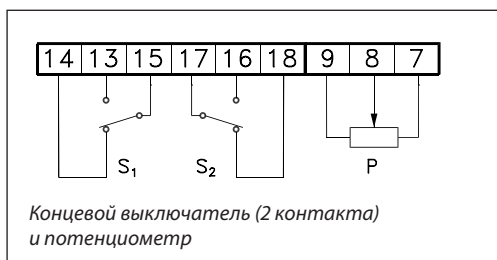 14 13 15 17 16 18 9 8 7
S₁ S₂ P
Концевой выключатель (2 контакта)
и потенциометр